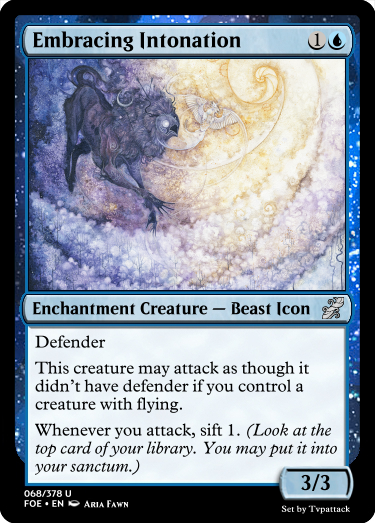 Embracing Intonation 1
Enchantment Creature — Beast Icon
Defender
This creature may attack as though it
didn't have defender if you control a
creature with flying.
Whenever you attack, sift 1. (Look at the
top card of your library. You may put it into
your sanctum.)
3/3
068/378 U
FOE • EN Aria Fawn
Set by Tvpattack